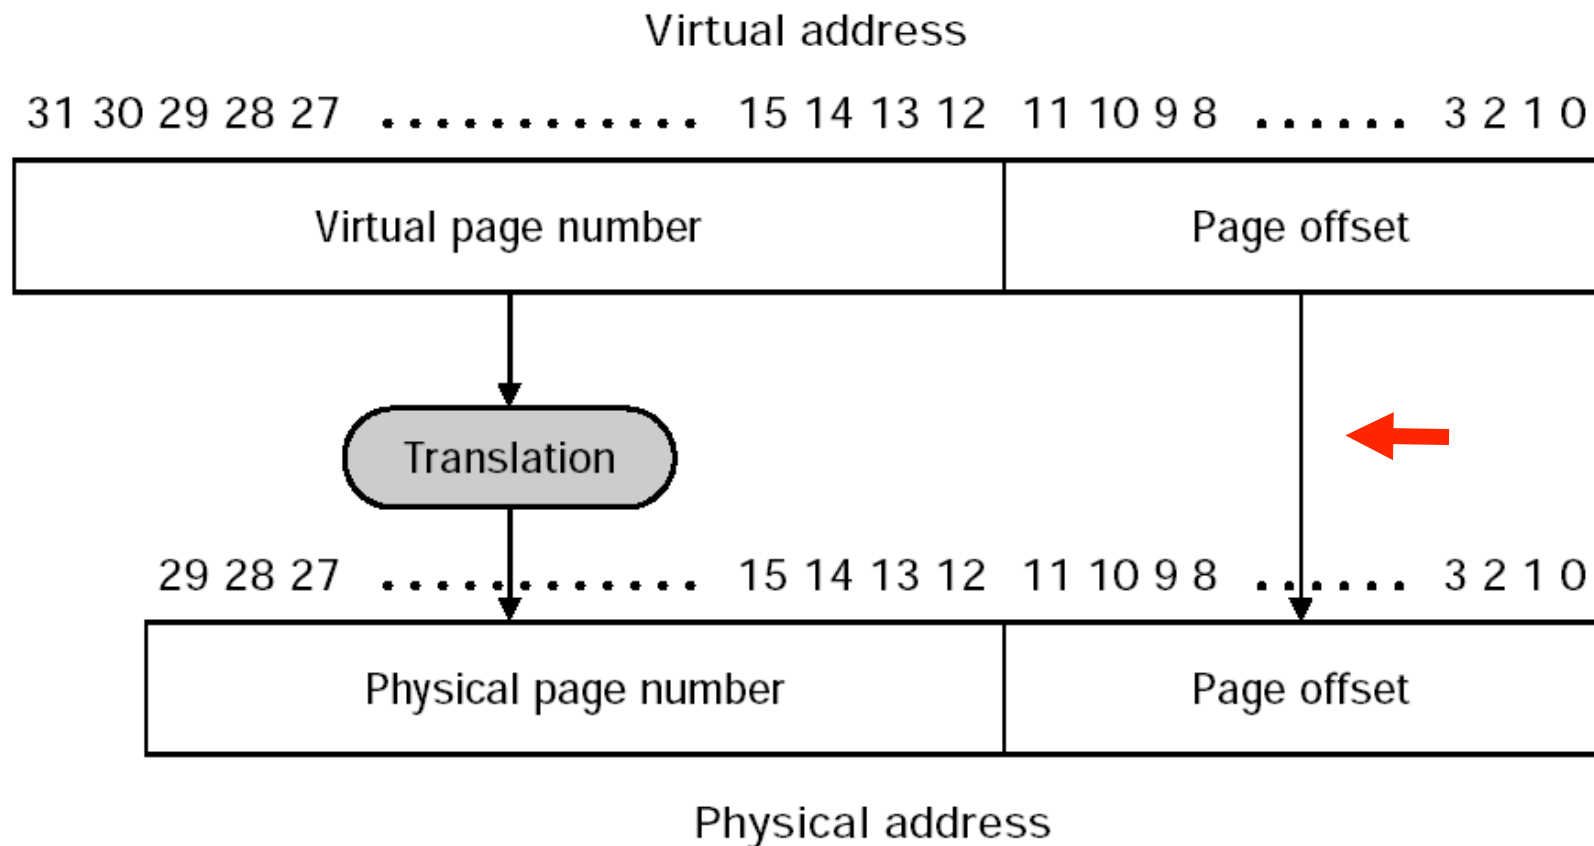 Virtual address
31 30 29 28 27 ............ 15 14 13 12 11 10 9 8 ...... 3 2 1 0
Virtual page number Page offset
Translation
29 28 27 ............ 15 14 13 12 11 10 9 8 ...... 3 2 1 0
Physical page number Page offset
Physical address